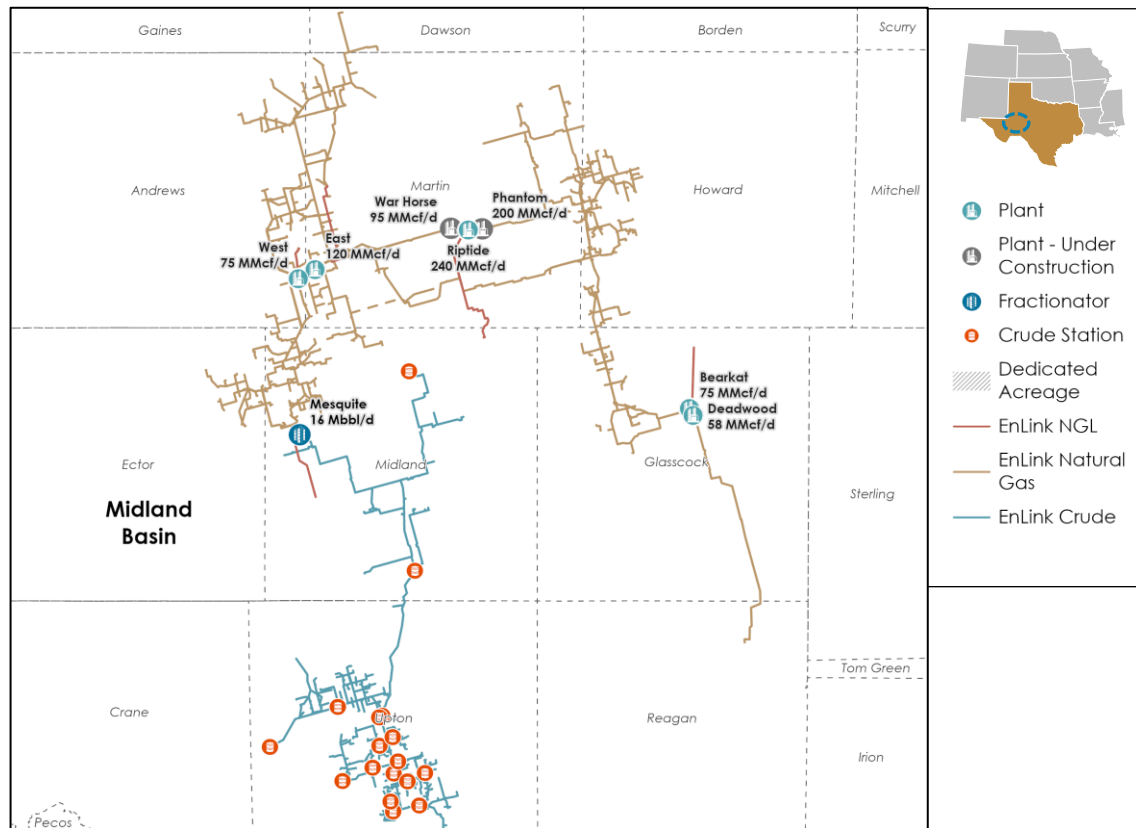 Gaines
Dawson
Borden
Scurry
Andrews
Martin
Howard
Mitchell
War Horse
95 MMcf/d
Phantom
200 MMcf/d
Riptide
240 MMcf/d
West
75 MMcf/d
East
120 MMcf/d
Bearkat
75 MMcf/d
Deadwood
58 MMcf/d
Mesquite
16 Mbbl/d
Ector
Midland
Glasscock
Sterling
Midland
Basin
Crane
Upton
Reagan
Tom Green
Irion
Pecos
Plant
Plant - Under
Construction
Fractionator
Crude Station
Dedicated
Acreage
EnLink NGL
EnLink Natural
Gas
EnLink Crude